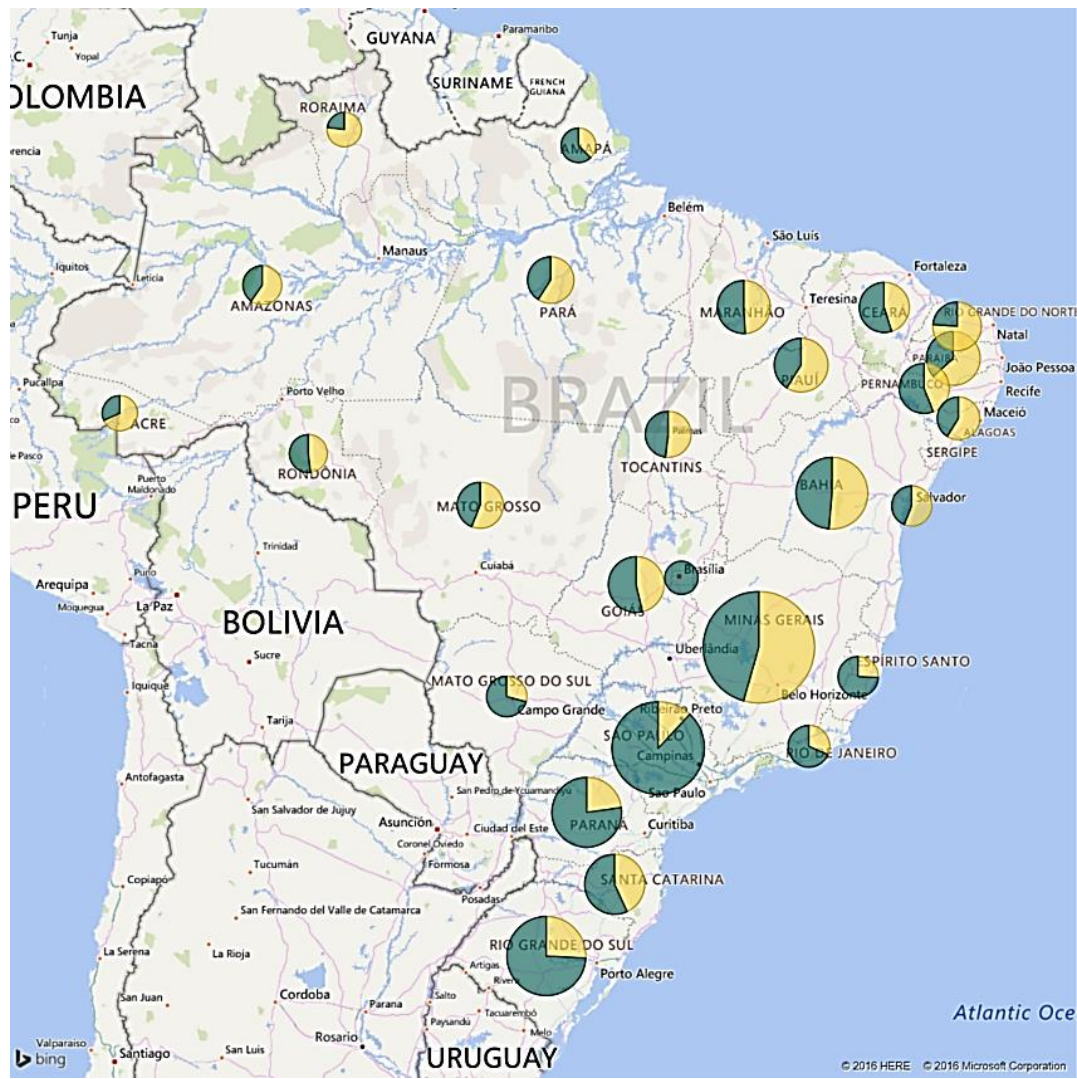 Paramaribo
Tunja
GUYANA
Yopal
SURINAME
FRENCH
GUIANA
OLOMBIA
RORAIMA
AMAPÁ
Belém
São Luís
Manaus
Iquitos
Leticia
Fortaleza
AMAZONAS
PARÁ
MARANHÃO
Teresina
CEARÁ
RIO GRANDE DO NORTE
Natal
PARAÍBA
João Pessoa
PIAUÍ
Pucallpa
Porto Velho
BRAZIL
PERNAMBUCO
Recife
Maceió
ACRE
Palmas
ALAGOAS
SERGIPE
e Pasco
RONDÔNIA
TOCANTINS
Puerto
Maldonado
BAHIA
Salvador
PERU
MATO GROSSO
Trinidad
Cuiabá
Brasília
Arequipa
Puno
La Paz
GOIÁS
Moquegua
BOLIVIA
MINAS GERAIS
Tacna
Uberlândia
Sucre
ESPÍRITO SANTO
Iquique
MATO GROSSO DO SUL
Belo Horizonte
Campo Grande
Ribeirão Preto
Tarija
SÃO PAULO
Campinas
RIO DE JANEIRO
PARAGUAY
Antofagasta
São Paulo
San Pedro de Ycuamandiyú
San Salvador de Jujuy
Asunción
Ciudad del Este
PARANÁ
Curitiba
Coronel Oviedo
Tucumán
Formosa
Copiapó
SANTA CATARINA
Posadas
San Fernando del Valle de Catamarca
La Serena
La Rioja
RIO GRANDE DO SUL
Artigas
Porto Alegre
Rivera
San Juan
Cordoba
Parana
Salto
Tacuarembó
Atlantic Oce
Paysandú
Melo
Valparaiso
Rosario
bing
Santiago
San Luis
URUGUAY
© 2016 HERE © 2016 Microsoft Corporation